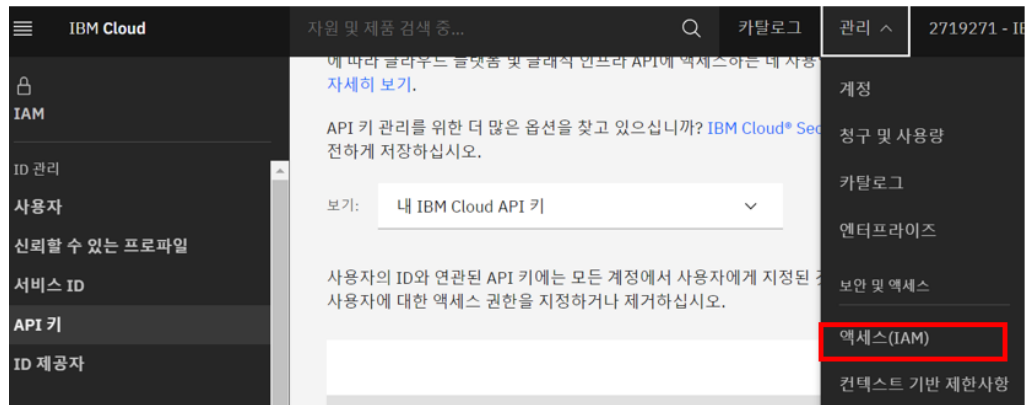 IBM Cloud
자원 및 제품 검색 중...
카탈로그
관리
2719271 - IB
IAM
ID 관리
사용자
신뢰할 수 있는 프로파일
서비스 ID
API 키
ID 제공자
에 따라 클라우드 플랫폼 및 클래식 인프라 API에 액세스하는 데 사용
자세히 보기.
API 키 관리를 위한 더 많은 옵션을 찾고 있으십니까? IBM Cloud® Sec
전하게 저장하십시오.
보기:
내 IBM Cloud API 키
사용자의 ID와 연관된 API 키에는 모든 계정에서 사용자에게 지정된
사용자에 대한 액세스 권한을 지정하거나 제거하십시오.
계정
청구 및 사용량
카탈로그
엔터프라이즈
보안 및 액세스
액세스(IAM)
컨텍스트 기반 제한사항